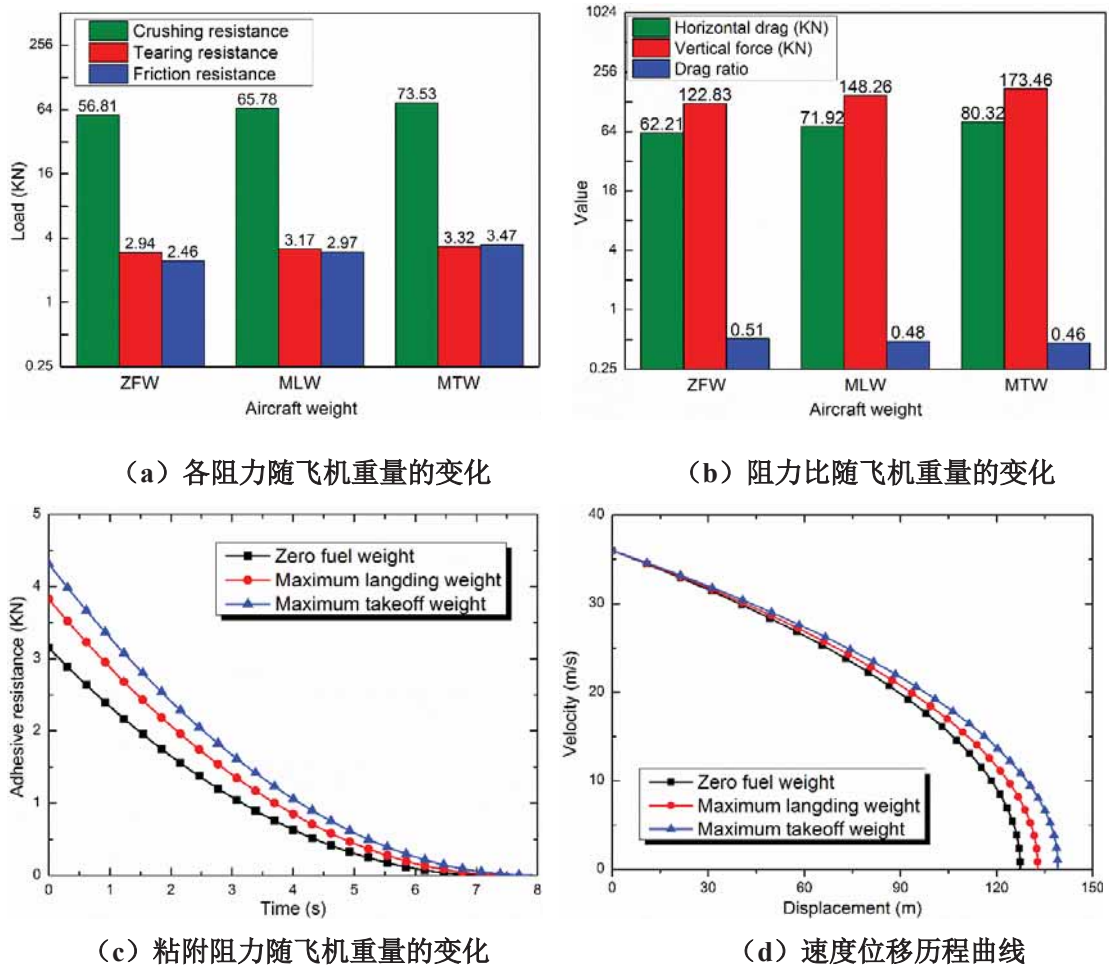 Crushing resistance
Tearing resistance
Friction resistance
256
64
16
4
1
0.25
Load (KN)
56.81
2.94
2.46
65.78
3.17
2.97
73.53
3.32
3.47
ZFW
MLW
MTW
Aircraft weight
(a)各阻力随飞机重量的变化
Horizontal drag (KN)
Vertical force (KN)
Drag ratio
1024
256
64
16
4
1
0.25
Value
62.21
122.83
0.51
71.92
148.26
0.48
80.32
173.46
0.46
ZFW
MLW
MTW
Aircraft weight
(b)阻力比随飞机重量的变化
Zero fuel weight
Maximum langding weight
Maximum takeoff weight
5
4
3
2
1
0
Adhesive resistance (KN)
0
1
2
3
4
5
6
7
8
Time (s)
(c)粘附阻力随飞机重量的变化
40
30
20
10
0
Velocity (m/s)
Zero fuel weight
Maximum langding weight
Maximum takeoff weight
0
30
60
90
120
150
Displacement (m)
(d)速度位移历程曲线